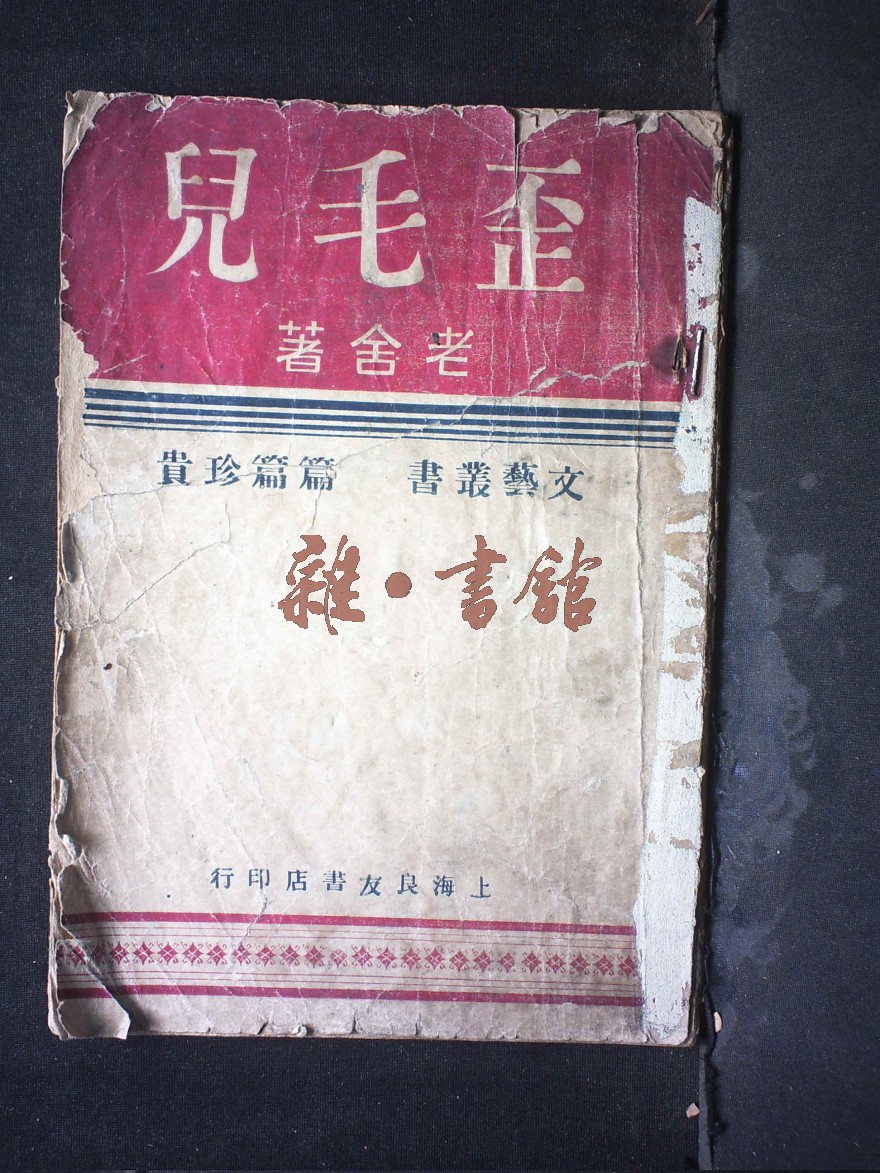 歪毛兒
老舍著
文藝叢書　篇篇珍貴
雜·書館
上海良友書店印行